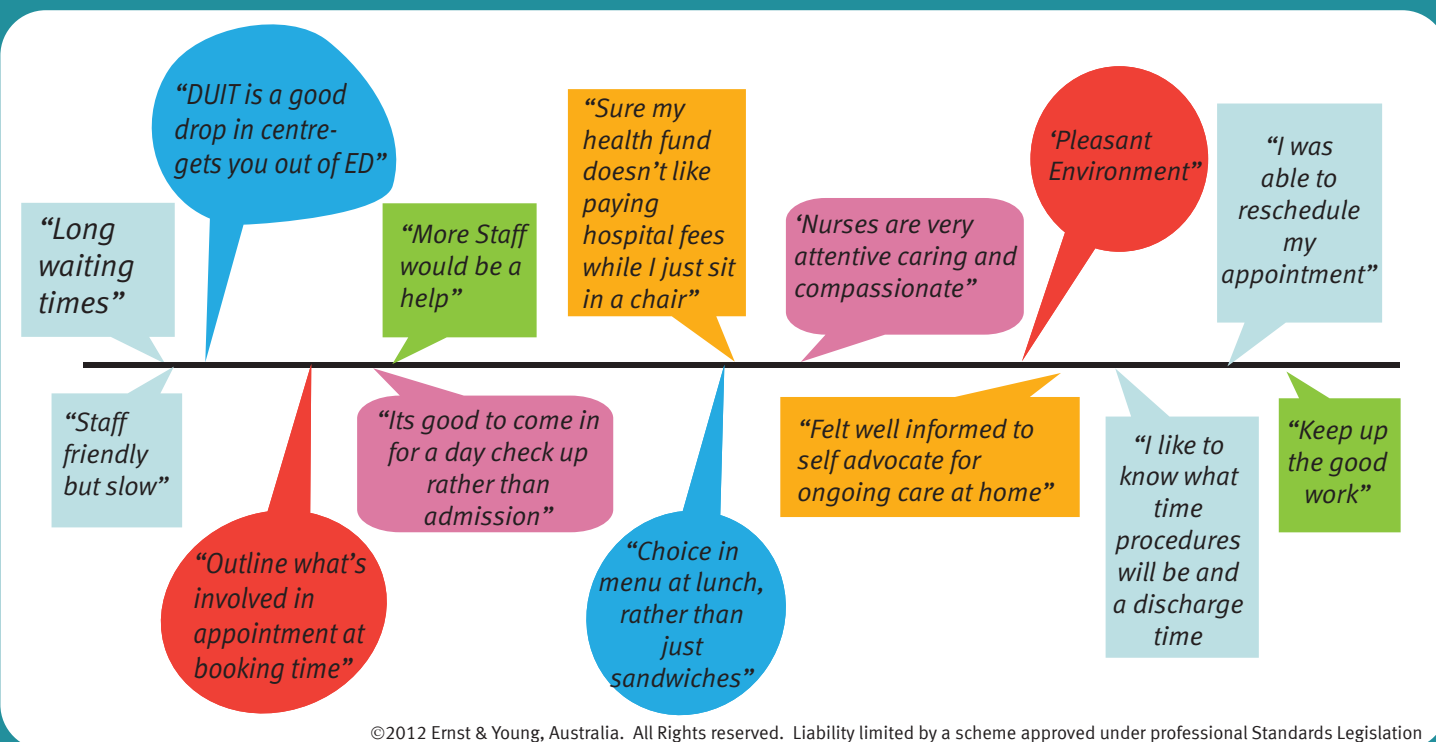 “Long
waiting
times”
“DUIT is a good
drop in centre-
gets you out of ED”
“More Staff
would be a
help”
“Sure my
health fund
doesn’t like
paying
hospital fees
while I just sit
in a chair”
‘Nurses are very
attentive caring and
compassionate”
‘Pleasant
Environment”
“I was
able to
reschedule
my
appointment”
“Staff
friendly
but slow”
“Outline what’s
involved in
appointment at
booking time”
“Its good to come in
for a day check up
rather than
admission”
“Choice in
menu at lunch,
rather than
just
sandwiches”
“Felt well informed to
self advocate for
ongoing care at home”
“I like to
know what
time
procedures
will be and
a discharge
time
“Keep up
the good
work”
©2012 Ernst & Young, Australia. All Rights reserved. Liability limited by a scheme approved under professional Standards Legislation